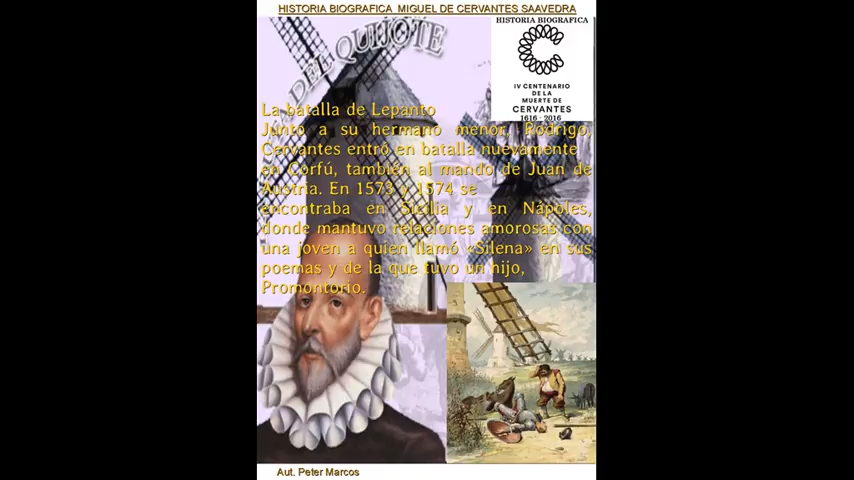 HISTORIA BIOGRAFICA MIGUEL DE CERVANTES SAAVEDRA
DEL QUIJOTE
HISTORIA BIOGRAFICA
IV CENTENARIO
DE LA
MUERTE DE
CERVANTES
1616 - 2016
La batalla de Lepanto
Junto a su hermano menor, Rodrigo,
Cervantes entró en batalla nuevamente
en Corfú, también al mando de Juan de
Austria. En 1573 y 1574 se
encontraba en Sicilia y en Nápoles,
donde mantuvo relaciones amorosas con
una joven a quien llamó «Silena» en sus
poemas y de la que tuvo un hijo,
Promontorio.
Aut. Peter Marcos